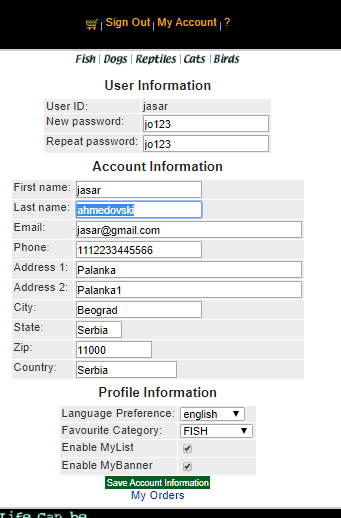 Sign Out | My Account | ?
Fish | Dogs | Reptiles | Cats | Birds
User Information
User ID: jasar
New password: jo123
Repeat password: jo123
Account Information
First name: jasar
Last name: ahmedovski
Email: jasar@gmail.com
Phone: 1112233445566
Address 1: Palanka
Address 2: Palanka1
City: Beograd
State: Serbia
Zip: 11000
Country: Serbia
Profile Information
Language Preference: english
Favourite Category: FISH
Enable MyList
Enable MyBanner
Save Account Information
My Orders
Life Can be